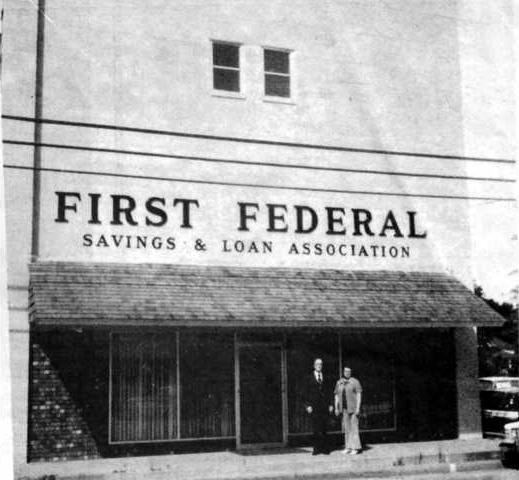 FIRST FEDERAL
SAVINGS & LOAN ASSOCIATION